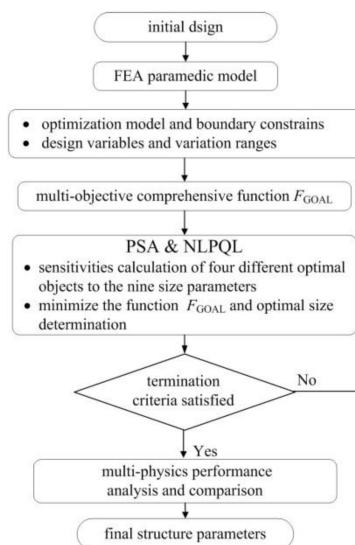 initial dsign
FEA paramedic model
• optimization model and boundary constrains
• design variables and variation ranges
multi-objective comprehensive function F_GOAL
PSA & NLPQL
• sensitivities calculation of four different optimal
objects to the nine size parameters
• minimize the function F_GOAL and optimal size
determination
termination
criteria satisfied
No
Yes
multi-physics performance
analysis and comparison
final structure parameters